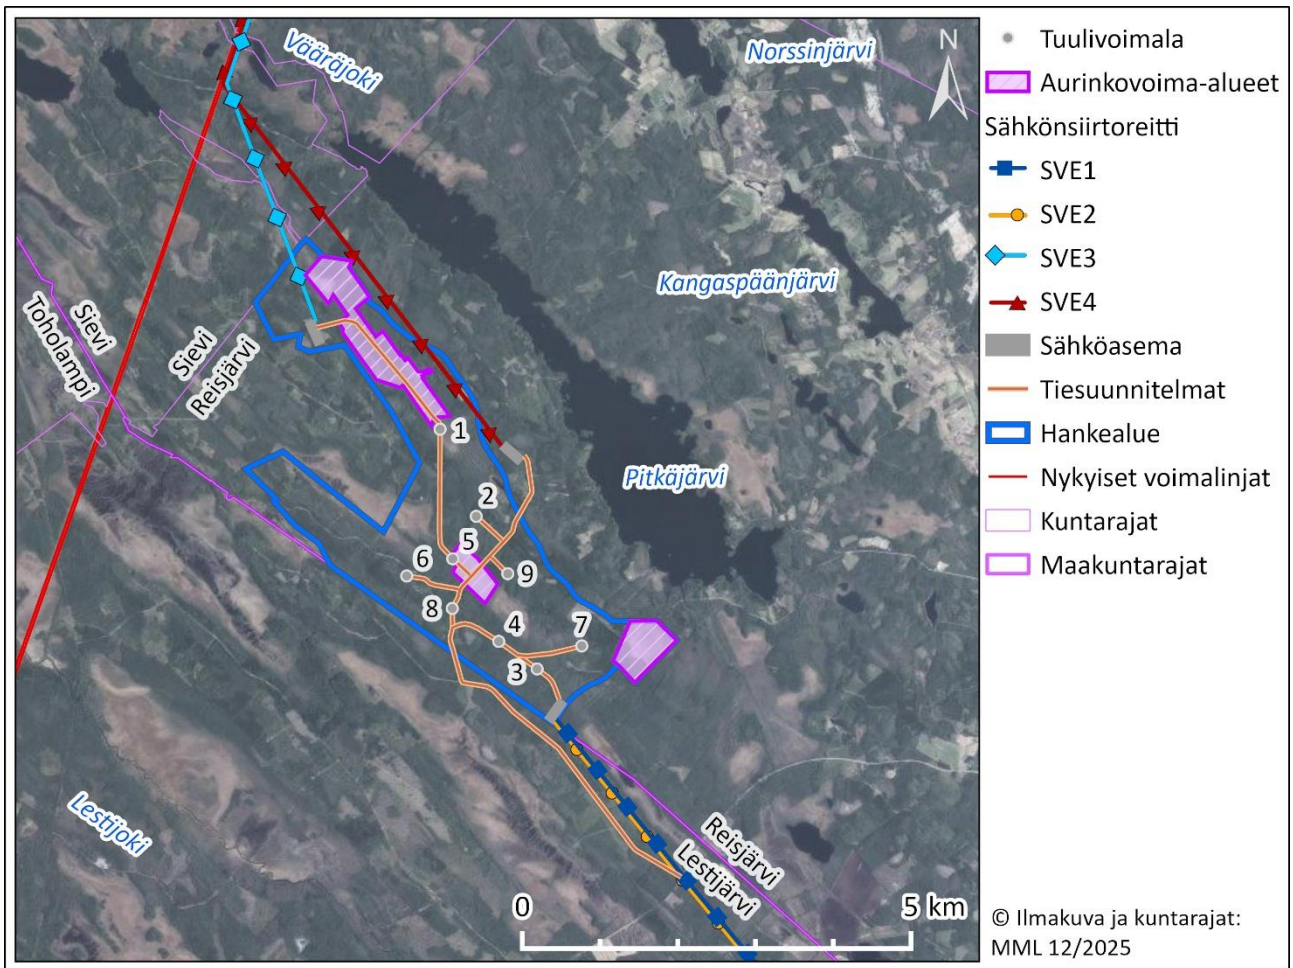 Vääräjoki
Norssinjärvi
N
Kangaspäänjärvi
Sievi
Toholampi
Sievi
Reisjärvi
1
Pitkäjärvi
2
5
6
9
8
4
7
3
Lestijoki
Reisjärvi
Lestijärvi
0
5 km
Tuulivoimala
Aurinkovoima-alueet
Sähkönsiirtoreitti
SVE1
SVE2
SVE3
SVE4
Sähköasema
Tiesuunnitelmat
Hankealue
Nykyiset voimalinjat
Kuntarajat
Maakuntarajat
© Ilmakuva ja kuntarajat:
MML 12/2025